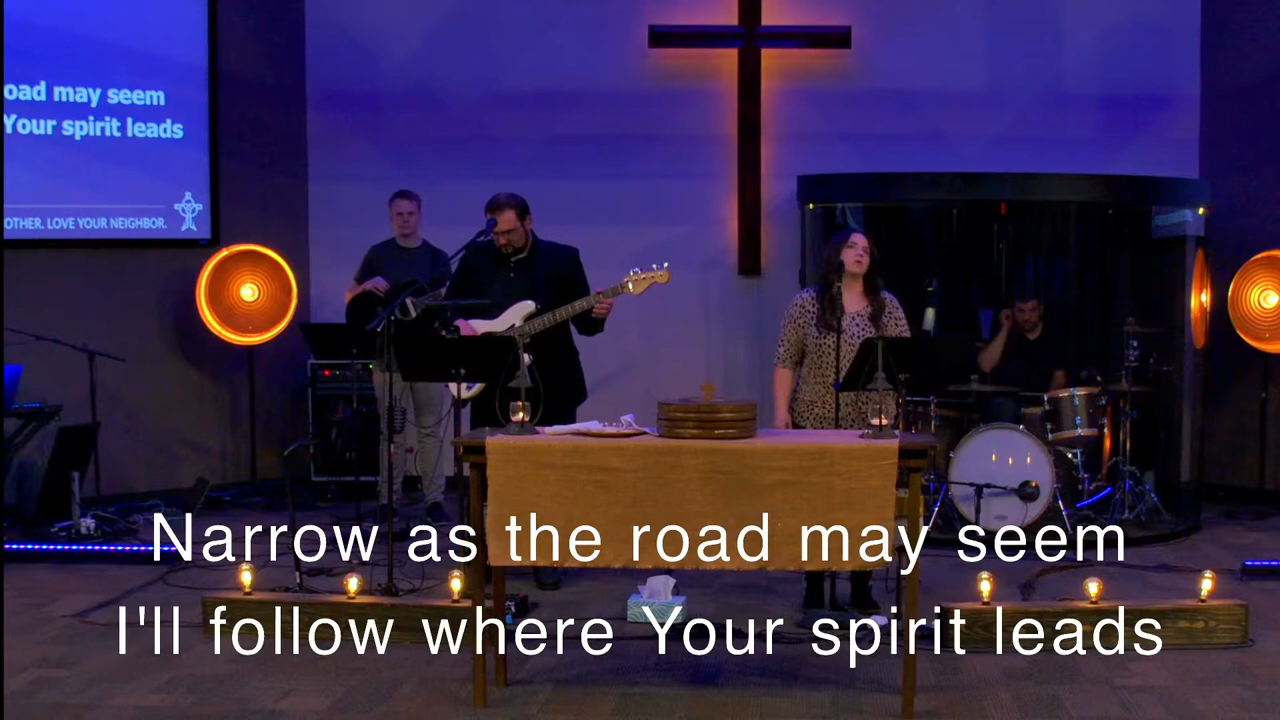 oad may seem
Your spirit leads
OTHER. LOVE YOUR NEIGHBOR.
Narrow as the road may seem
I'll follow where Your spirit leads